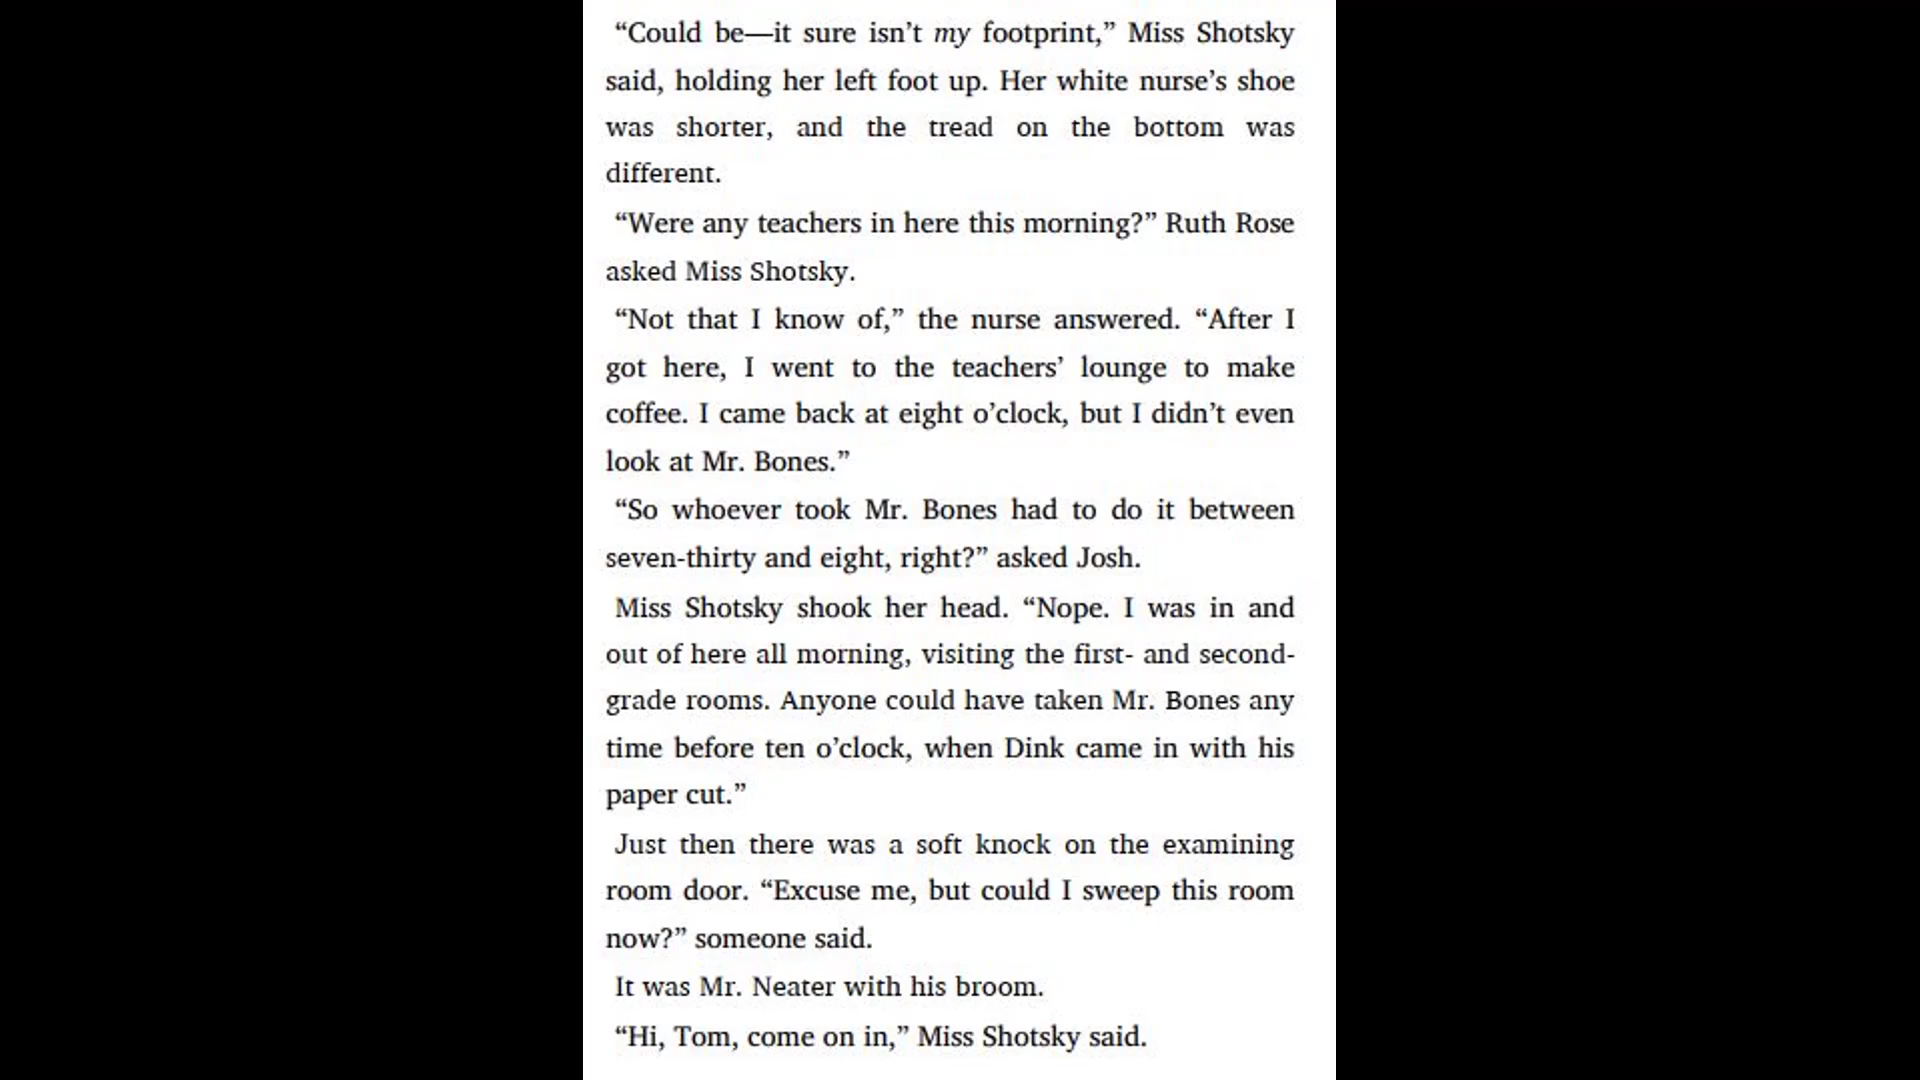 “Could be—it sure isn’t my footprint,” Miss Shotsky
said, holding her left foot up. Her white nurse’s shoe
was shorter, and the tread on the bottom was
different.
“Were any teachers in here this morning?” Ruth Rose
asked Miss Shotsky.
“Not that I know of,” the nurse answered. “After I
got here, I went to the teachers’ lounge to make
coffee. I came back at eight o’clock, but I didn’t even
look at Mr. Bones.”
“So whoever took Mr. Bones had to do it between
seven-thirty and eight, right?” asked Josh.
Miss Shotsky shook her head. “Nope. I was in and
out of here all morning, visiting the first- and second-
grade rooms. Anyone could have taken Mr. Bones any
time before ten o’clock, when Dink came in with his
paper cut.”
Just then there was a soft knock on the examining
room door. “Excuse me, but could I sweep this room
now?” someone said.
It was Mr. Neater with his broom.
“Hi, Tom, come on in,” Miss Shotsky said.